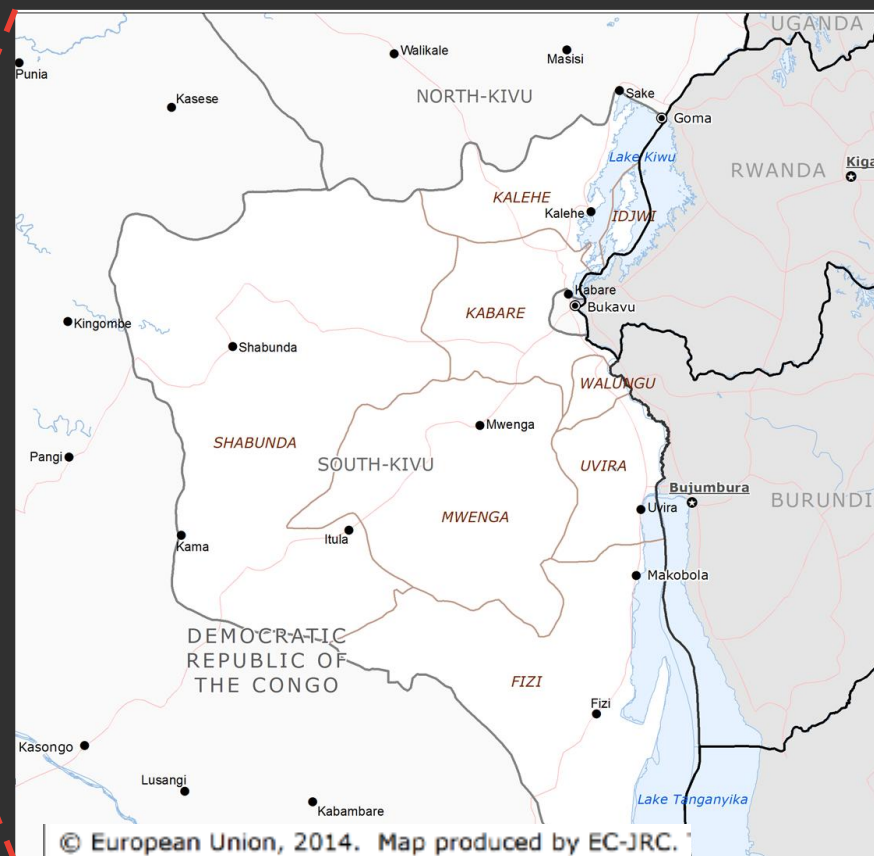 UGANDA
Walikale
Masisi
Punia
NORTH-KIVU
Sake
Kasese
Goma
Lake Kiwu
RWANDA
Kiga
KALEHE
Kalehe
IDJWI
Kabare
Bukavu
KABARE
Kingombe
Shabunda
WALUNGU
Mwenga
SHABUNDA
Pangi
SOUTH-KIVU
UVIRA
Bujumbura
BURUNDI
Uvira
MWENGA
Itula
Kama
Makobola
DEMOCRATIC
REPUBLIC OF
THE CONGO
FIZI
Fizi
Kasongo
Lusangi
Kabambare
Lake Tanganyika
© European Union, 2014. Map produced by EC-JRC.